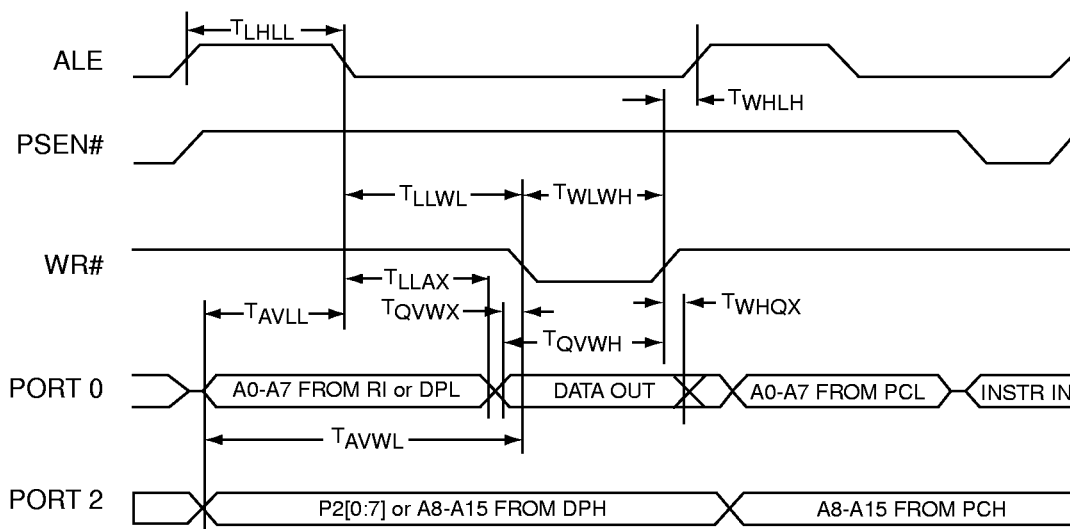 TLHLL
ALE
TWHLH
PSEN#
TLLWL
TWLWH
WR#
TLLAX
TAVLL
TQVWX
TWHQX
TQVWH
PORT 0
A0-A7 FROM RI or DPL
DATA OUT
A0-A7 FROM PCL
INSTR IN
TAVWL
PORT 2
P2[0:7] or A8-A15 FROM DPH
A8-A15 FROM PCH